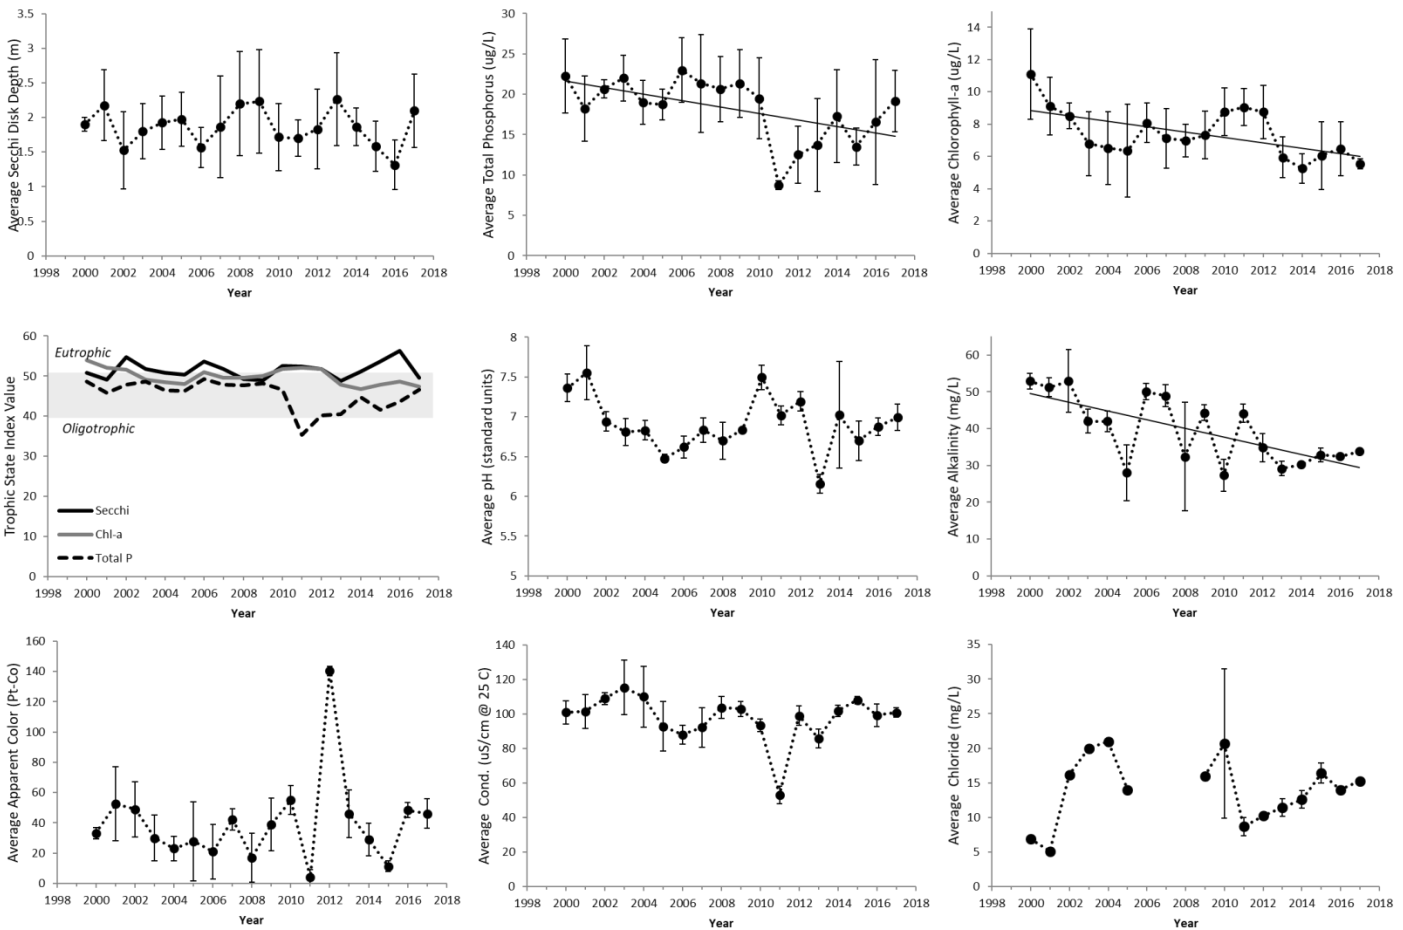 Average Secchi Disk Depth (m)
3.5
3
2.5
2
1.5
1
0.5
0
1998 2000 2002 2004 2006 2008 2010 2012 2014 2016 2018
Year
Average Total Phosphorus (ug/L)
30
25
20
15
10
5
0
1998 2000 2002 2004 2006 2008 2010 2012 2014 2016 2018
Year
Average Chlorophyll-a (ug/L)
14
12
10
8
6
4
2
0
1998 2000 2002 2004 2006 2008 2010 2012 2014 2016 2018
Year
Trophic State Index Value
60
50
40
30
20
10
0
Eutrophic
Oligotrophic
Secchi
Chl-a
Total P
1998 2000 2002 2004 2006 2008 2010 2012 2014 2016 2018
Year
Average pH (standard units)
8
7.5
7
6.5
6
5.5
5
1998 2000 2002 2004 2006 2008 2010 2012 2014 2016 2018
Year
Average Alkalinity (mg/L)
60
50
40
30
20
10
0
1998 2000 2002 2004 2006 2008 2010 2012 2014 2016 2018
Year
Average Apparent Color (Pt-Co)
160
140
120
100
80
60
40
20
0
1998 2000 2002 2004 2006 2008 2010 2012 2014 2016 2018
Year
Average Cond. (uS/cm @ 25 C)
140
120
100
80
60
40
20
0
1998 2000 2002 2004 2006 2008 2010 2012 2014 2016 2018
Year
Average Chloride (mg/L)
35
30
25
20
15
10
5
0
1998 2000 2002 2004 2006 2008 2010 2012 2014 2016 2018
Year